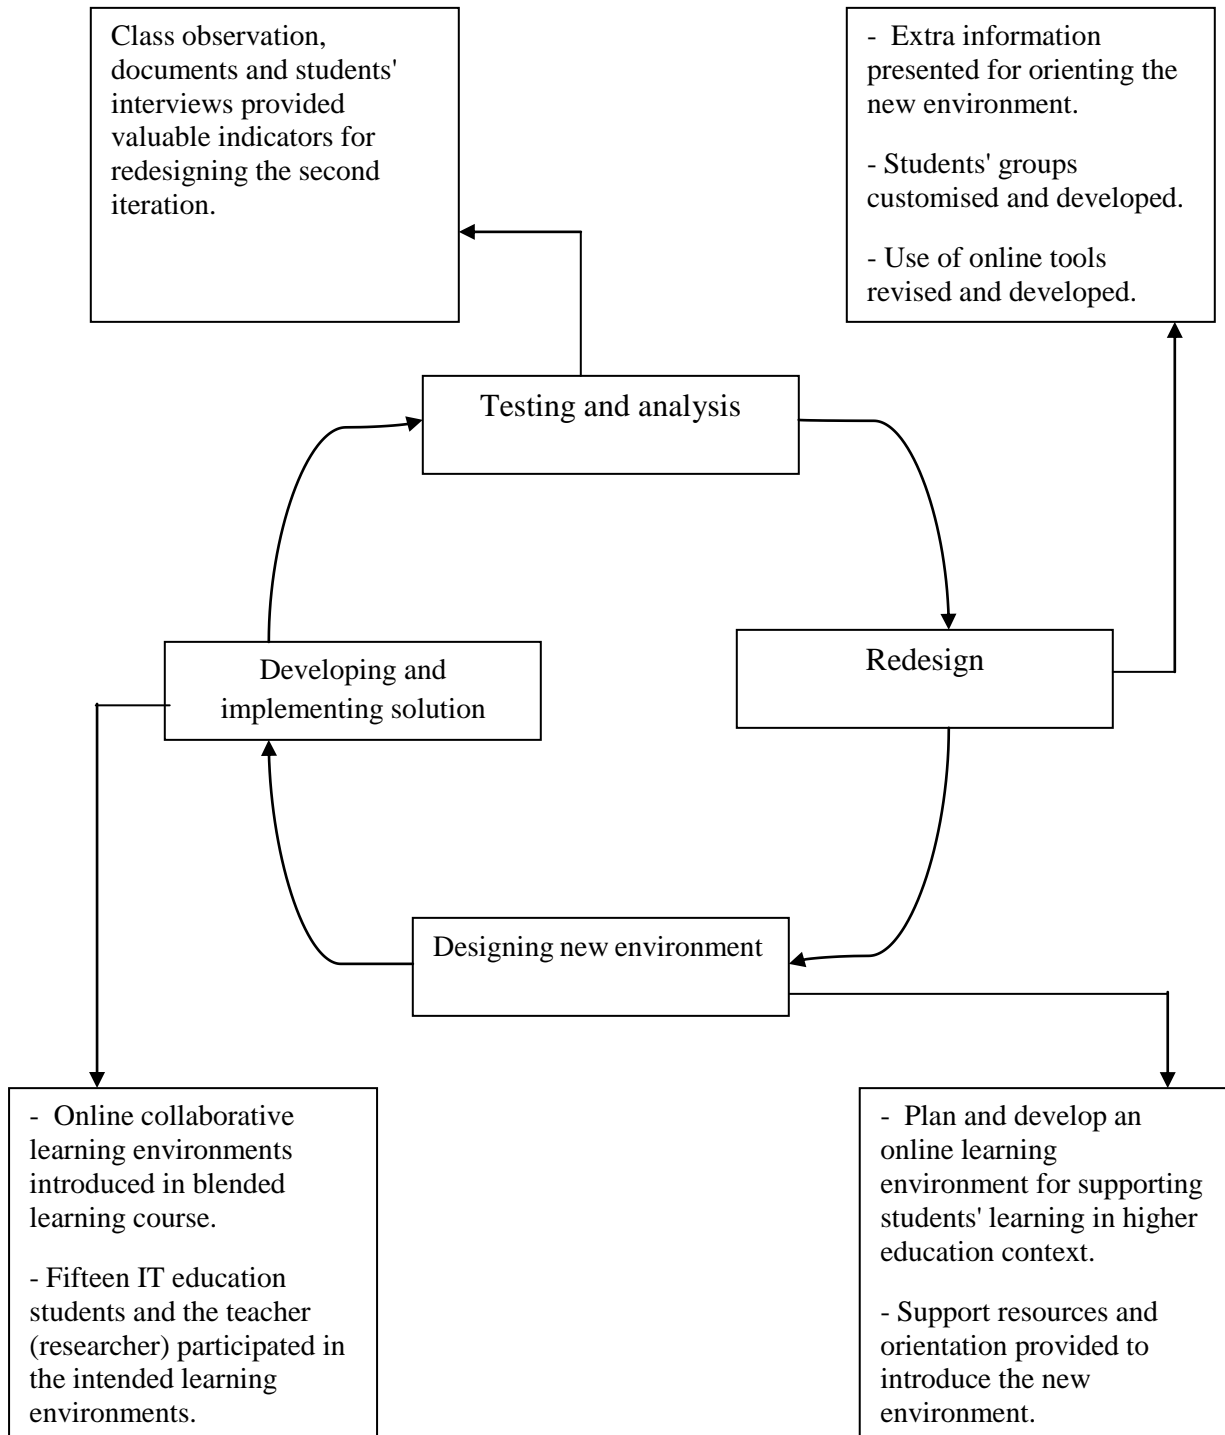 Class observation,
documents and students'
interviews provided
valuable indicators for
redesigning the second
iteration.
- Extra information
presented for orienting the
new environment.
- Students' groups
customised and developed.
- Use of online tools
revised and developed.
Testing and analysis
Redesign
Developing and
implementing solution
Designing new environment
- Online collaborative
learning environments
introduced in blended
learning course.
- Fifteen IT education
students and the teacher
(researcher) participated in
the intended learning
environments.
- Plan and develop an
online learning
environment for supporting
students' learning in higher
education context.
- Support resources and
orientation provided to
introduce the new
environment.